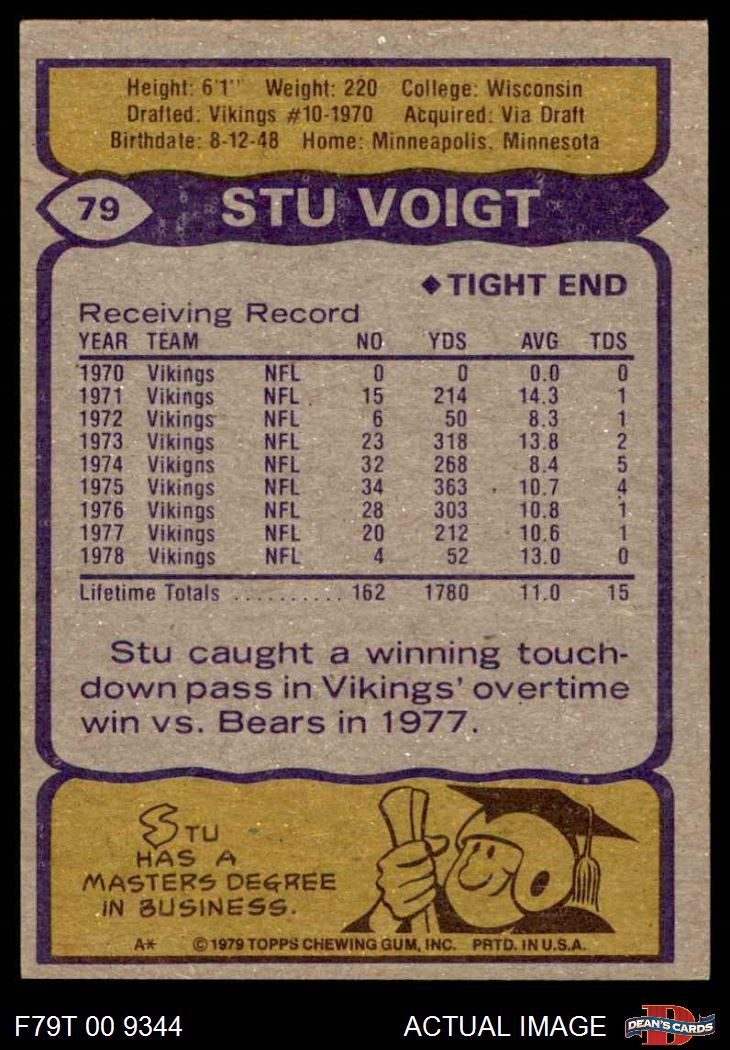 Height: 6'1" Weight: 220 College: Wisconsin
Drafted: Vikings #10-1970 Acquired: Via Draft
Birthdate: 8-12-48 Home: Minneapolis, Minnesota
79 STU VOIGT
◆ TIGHT END
Receiving Record
YEAR TEAM NO YDS AVG TDS
1970 Vikings NFL 0 0 0.0 0
1971 Vikings NFL 15 214 14.3 1
1972 Vikings NFL 6 50 8.3 1
1973 Vikings NFL 23 318 13.8 2
1974 Vikigns NFL 32 268 8.4 5
1975 Vikings NFL 34 363 10.7 4
1976 Vikings NFL 28 303 10.8 1
1977 Vikings NFL 20 212 10.6 1
1978 Vikings NFL 4 52 13.0 0
Lifetime Totals .......... 162 1780 11.0 15
Stu caught a winning touch-
down pass in Vikings' overtime
win vs. Bears in 1977.
STU
HAS A
MASTERS DEGREE
IN BUSINESS.
A* © 1979 TOPPS CHEWING GUM, INC. PRTD. IN U.S.A.
F79T 00 9344 ACTUAL IMAGE D DEAN'S CARDS